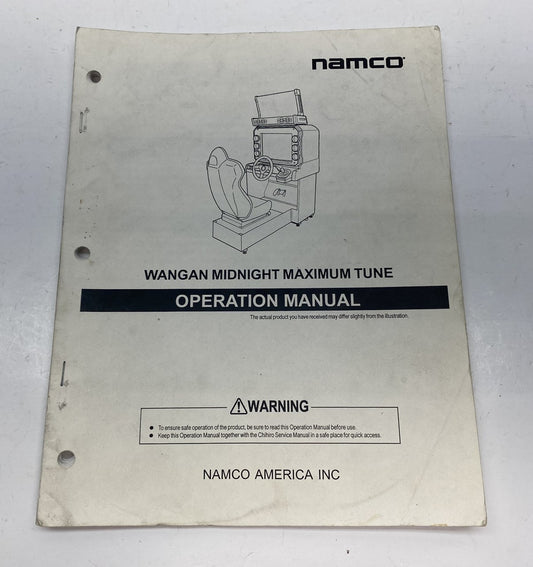 namco
WANGAN MIDNIGHT MAXIMUM TUNE
OPERATION MANUAL
The actual product you have received may differ slightly from the illustration.
WARNING
● To ensure safe operation of the product, be sure to read this Operation Manual before use.
● Keep this Operation Manual together with the Chihiro Service Manual in a safe place for quick access.
NAMCO AMERICA INC